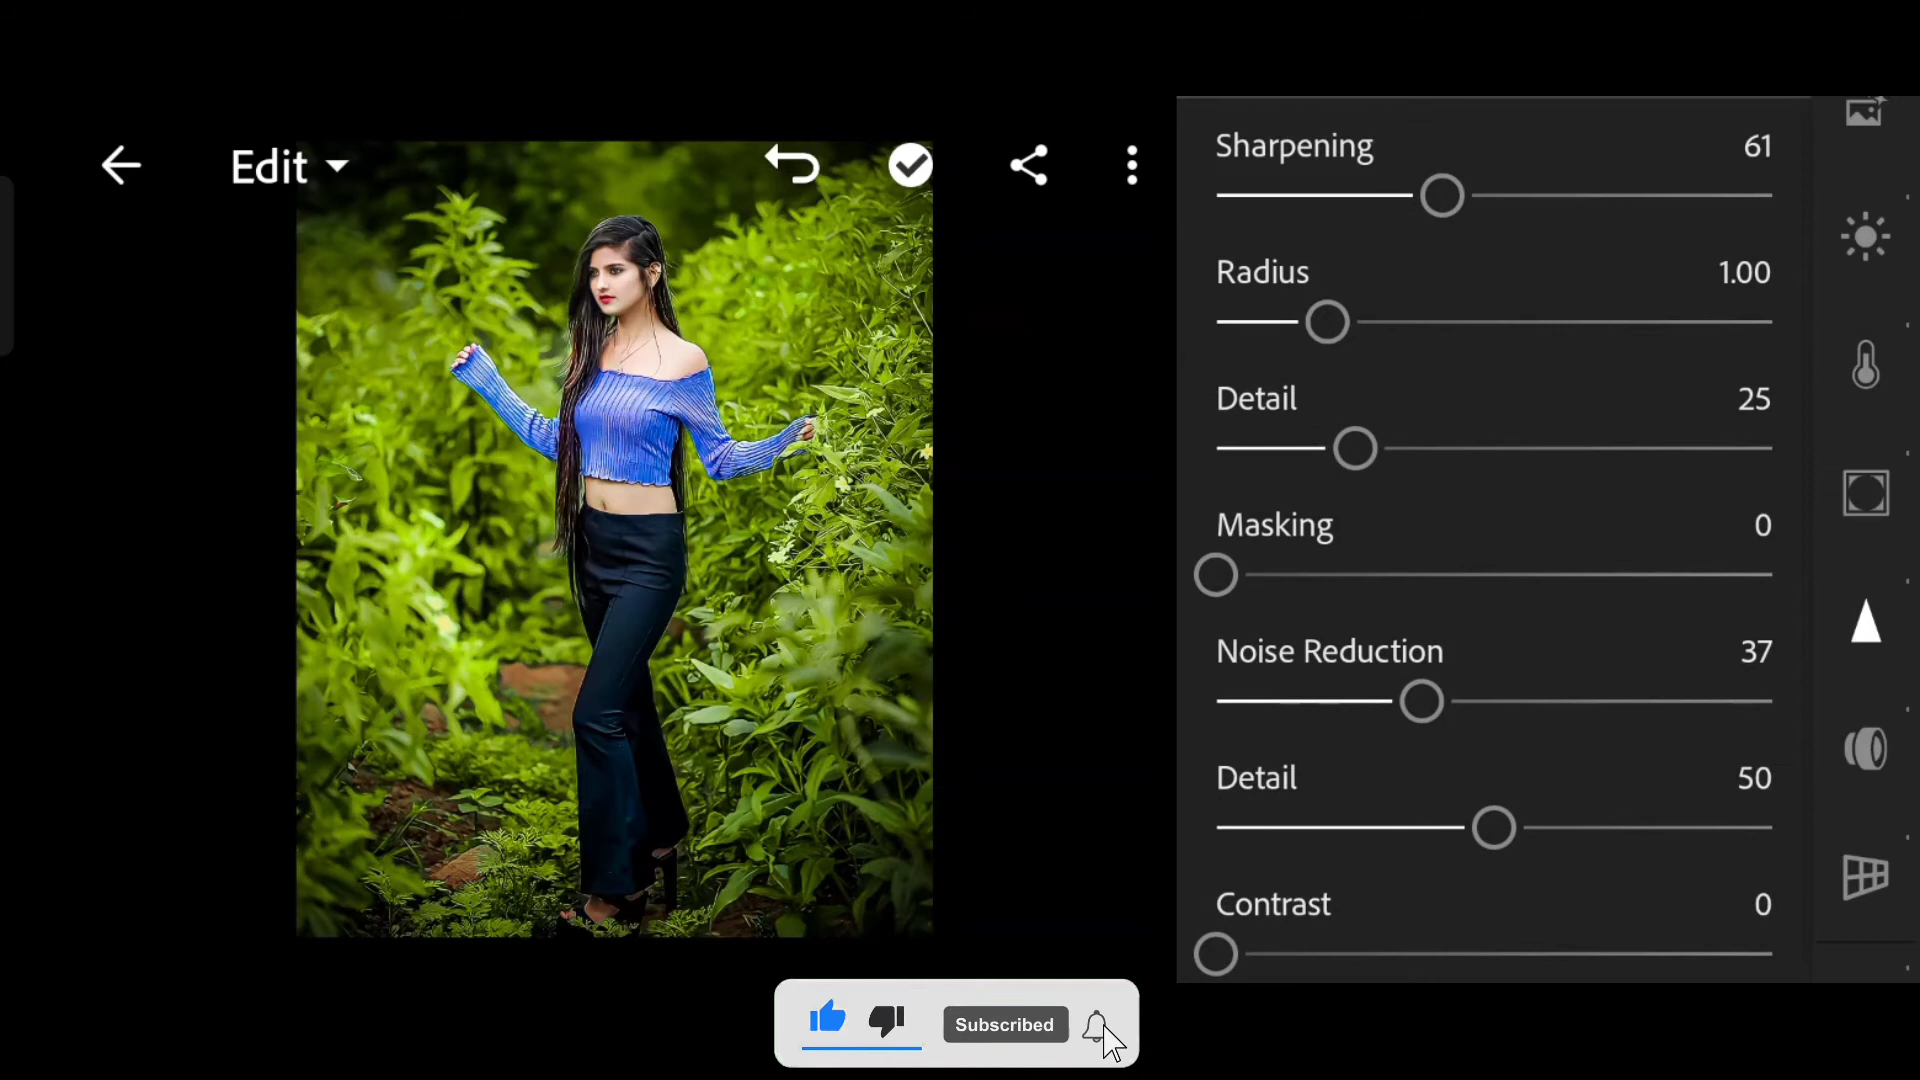 Edit
Sharpening 61
Radius 1.00
Detail 25
Masking 0
Noise Reduction 37
Detail 50
Contrast 0
Subscribed